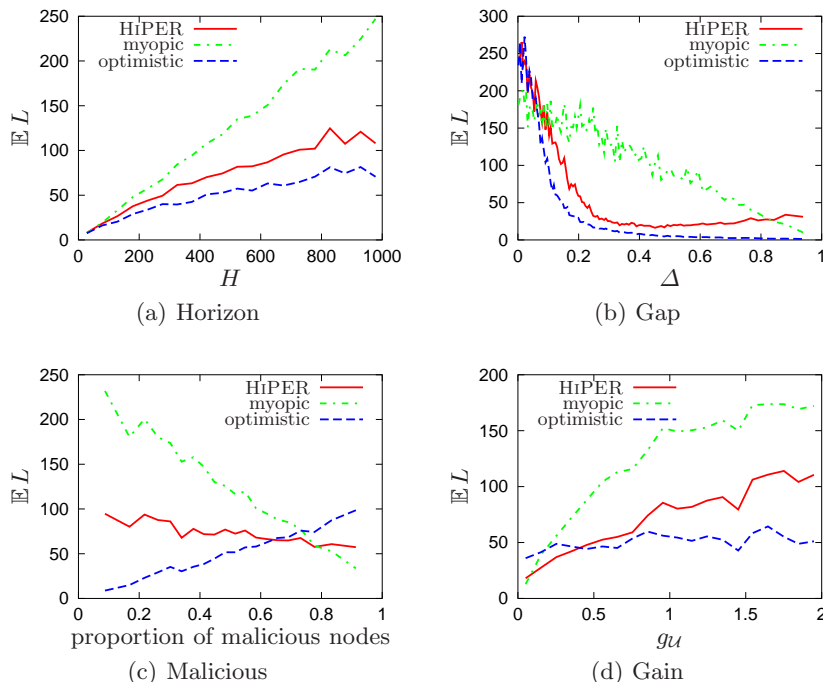 HIPER
myopic
optimistic
𝔼 L
250
200
150
100
50
0
0 200 400 600 800 1000
H
(a) Horizon
HIPER
myopic
optimistic
𝔼 L
300
250
200
150
100
50
0
0 0.2 0.4 0.6 0.8 1
Δ
(b) Gap
HIPER
myopic
optimistic
𝔼 L
250
200
150
100
50
0
0 0.2 0.4 0.6 0.8 1
proportion of malicious nodes
(c) Malicious
HIPER
myopic
optimistic
𝔼 L
200
150
100
50
0
0 0.5 1 1.5 2
g𝒰
(d) Gain